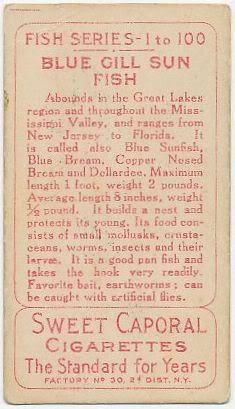 FISH SERIES-1 to 100
BLUE GILL SUN
FISH
Abounds in the Great Lakes
region and throughout the Mis-
sissippi Valley, and ranges from
New Jersey to Florida. It
is called also Blue Sunfish,
Blue Bream, Copper Nosed
Bream and Dollardee. Maximum
length 1 foot, weight 2 pounds.
Average length 8 inches, weight
½ pound. It builds a nest and
protects its young. Its food con-
sists of small mollusks, crusta-
ceans, worms, insects and their
larvae. It is a good pan fish and
takes the hook very readily.
Favorite bait, earthworms; can
be caught with artificial flies.
SWEET CAPORAL
CIGARETTES
The Standard for Years
FACTORY Nº 30, 2d DIST. N.Y.